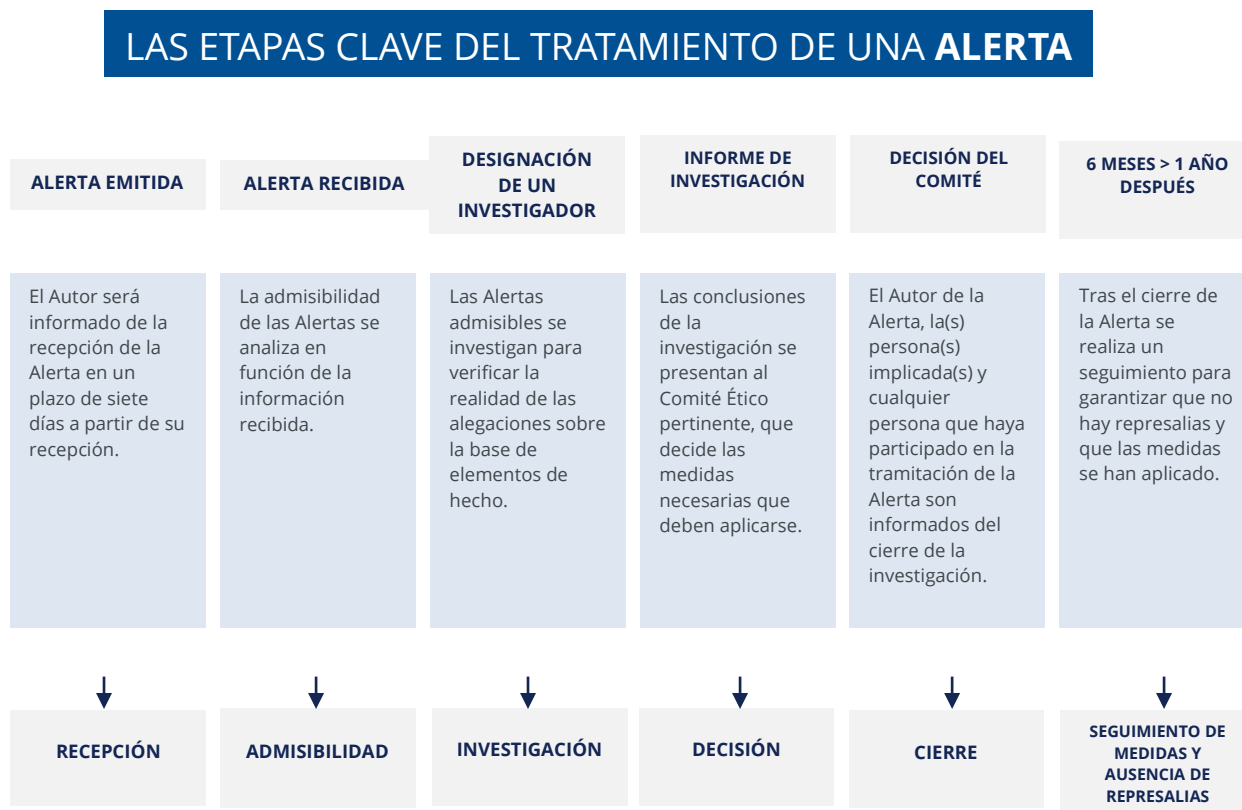 LAS ETAPAS CLAVE DEL TRATAMIENTO DE UNA ALERTA
ALERTA EMITIDA
El Autor será
informado de la
recepción de la
Alerta en un
plazo de siete
días a partir de su
recepción.
RECEPCIÓN
ALERTA RECIBIDA
La admisibilidad
de las Alertas se
analiza en
función de la
información
recibida.
ADMISIBILIDAD
DESIGNACIÓN
DE UN
INVESTIGADOR
Las Alertas
admisibles se
investigan para
verificar la
realidad de las
alegaciones sobre
la base de
elementos de
hecho.
INVESTIGACIÓN
INFORME DE
INVESTIGACIÓN
Las conclusiones
de la
investigación se
presentan al
Comité Ético
pertinente, que
decide las
medidas
necesarias que
deben aplicarse.
DECISIÓN
DECISIÓN DEL
COMITÉ
El Autor de la
Alerta, la(s)
persona(s)
implicada(s) y
cualquier
persona que haya
participado en la
tramitación de la
Alerta son
informados del
cierre de la
investigación.
CIERRE
6 MESES > 1 AÑO
DESPUÉS
Tras el cierre de
la Alerta se
realiza un
seguimiento para
garantizar que no
hay represalias y
que las medidas
se han aplicado.
SEGUIMIENTO DE
MEDIDAS Y
AUSENCIA DE
REPRESALIAS